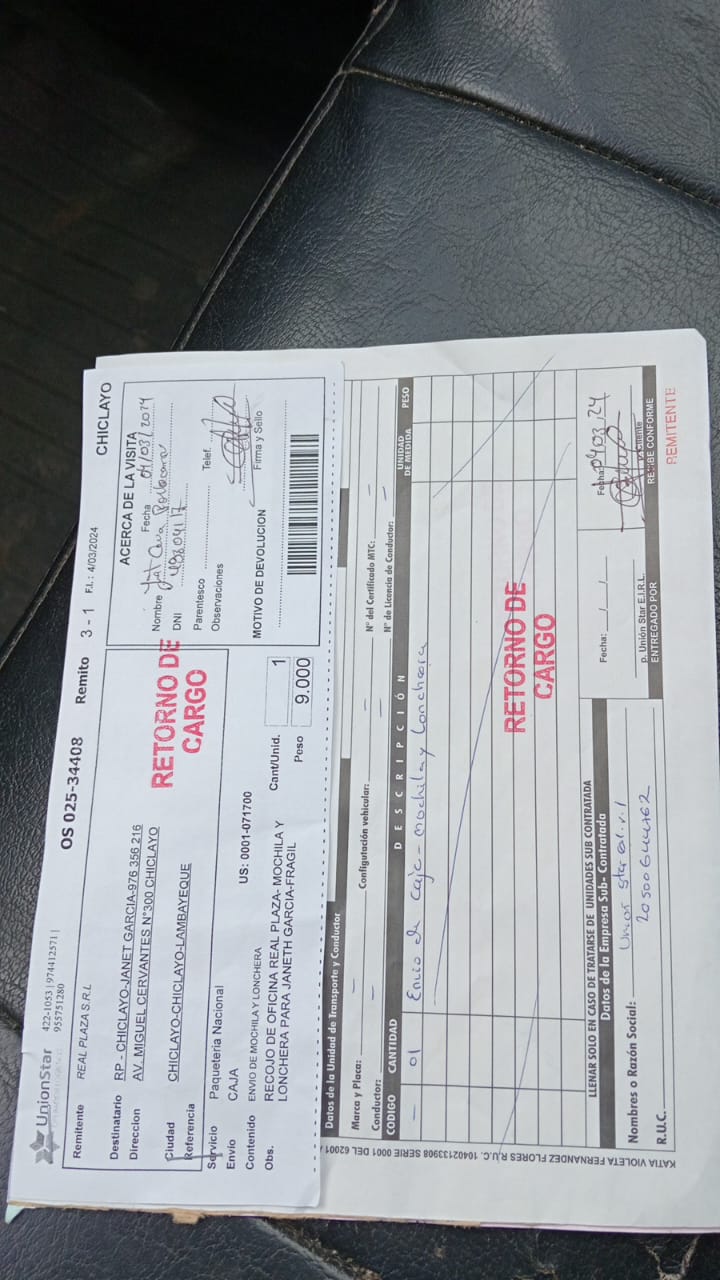 UnionStar
422-1053 | 974412571 |
955751280
OS 025-34408 Remito 3 - 1 F.I.: 4/03/2024 CHICLAYO
Remitente REAL PLAZA S.R.L
Destinatario RP - CHICLAYO-JANET GARCIA-976 356 216
Direccion AV. MIGUEL CERVANTES N°300 CHICLAYO
Ciudad CHICLAYO-CHICLAYO-LAMBAYEQUE
Referencia
RETORNO DE
CARGO
Servicio Paqueteria Nacional
Envio CAJA US: 0001-071700
Contenido ENVIO DE MOCHILA Y LONCHERA
Obs. RECOJO DE OFICINA REAL PLAZA- MOCHILA Y
LONCHERA PARA JANETH GARCIA-FRAGIL
Cant/Unid. 1
Peso 9.000
ACERCA DE LA VISITA
Fecha 04/03/2024
Nombre
DNI
Parentesco Telef.
Observaciones
Firma y Sello
MOTIVO DE DEVOLUCION
Datos de la Unidad de Transporte y Conductor
Marca y Placa: — Configutación vehicular: — N° del Certificado MTC: —
Conductor: — N° de Licencia de Conductor: —
CODIGO CANTIDAD D E S C R I P C I Ó N UNIDAD DE MEDIDA PESO
— 01 Envio de caja - mochila y Lonchera
RETORNO DE
CARGO
LLENAR SOLO EN CASO DE TRATARSE DE UNIDADES SUB CONTRATADA
Datos de la Empresa Sub- Contratada
Nombres o Razón Social: Union Star e.i.r.l
R.U.C.
Fecha: / /
p. Unión Star E.I.R.L.
ENTREGADO POR
Fecha: 04/03/24
RECIBE CONFORME
REMITENTE
KATIA VIOLETA FERNANDEZ FLORES R.U.C. 10402133908 SERIE 0001 DEL